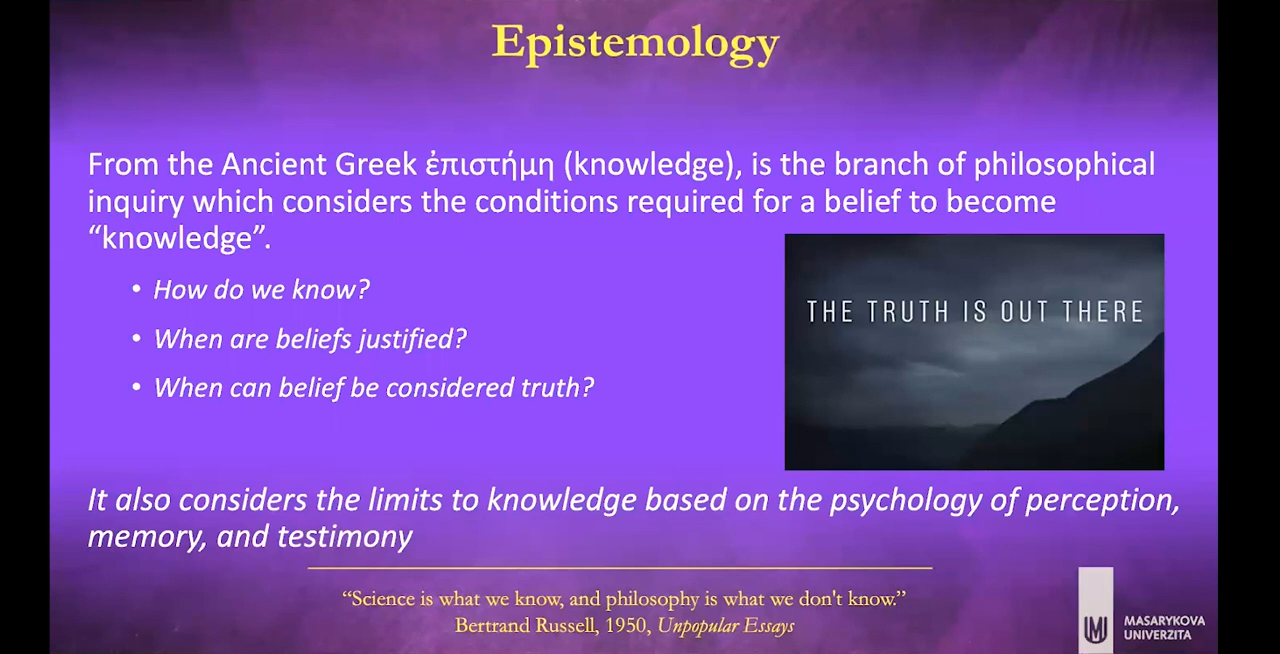 Epistemology
From the Ancient Greek ἐπιστήμη (knowledge), is the branch of philosophical
inquiry which considers the conditions required for a belief to become
“knowledge”.
• How do we know?
• When are beliefs justified?
• When can belief be considered truth?
THE TRUTH IS OUT THERE
It also considers the limits to knowledge based on the psychology of perception,
memory, and testimony
“Science is what we know, and philosophy is what we don't know.”
Bertrand Russell, 1950, Unpopular Essays
MASARYKOVA
UNIVERZITA